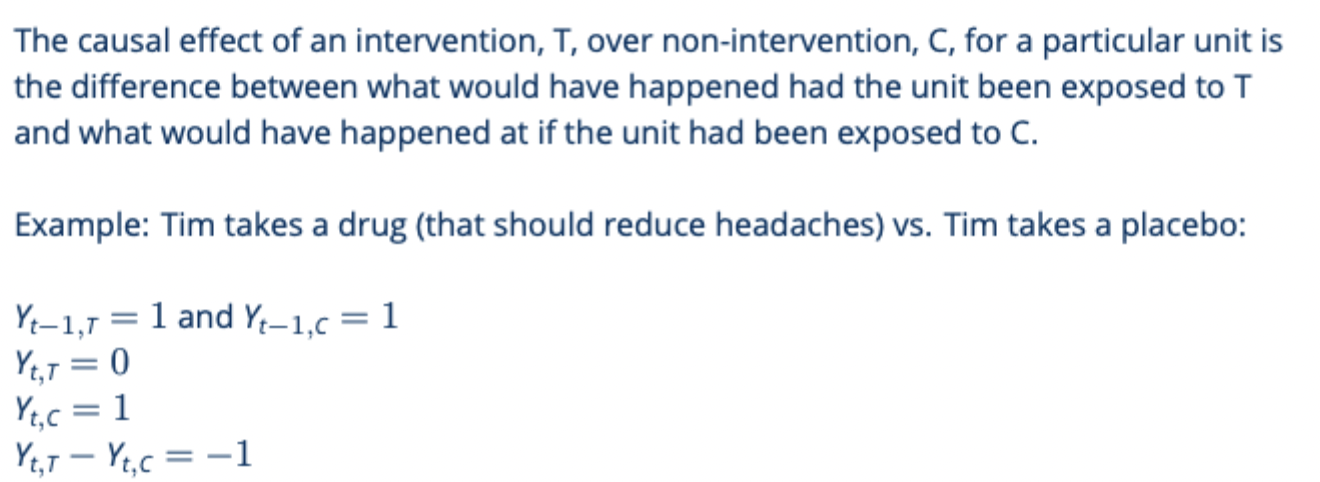 The causal effect of an intervention, T, over non-intervention, C, for a particular unit is
the difference between what would have happened had the unit been exposed to T
and what would have happened at if the unit had been exposed to C.
Example: Tim takes a drug (that should reduce headaches) vs. Tim takes a placebo:
Y_{t−1,T} = 1 and Y_{t−1,C} = 1
Y_{t,T} = 0
Y_{t,C} = 1
Y_{t,T} − Y_{t,C} = −1